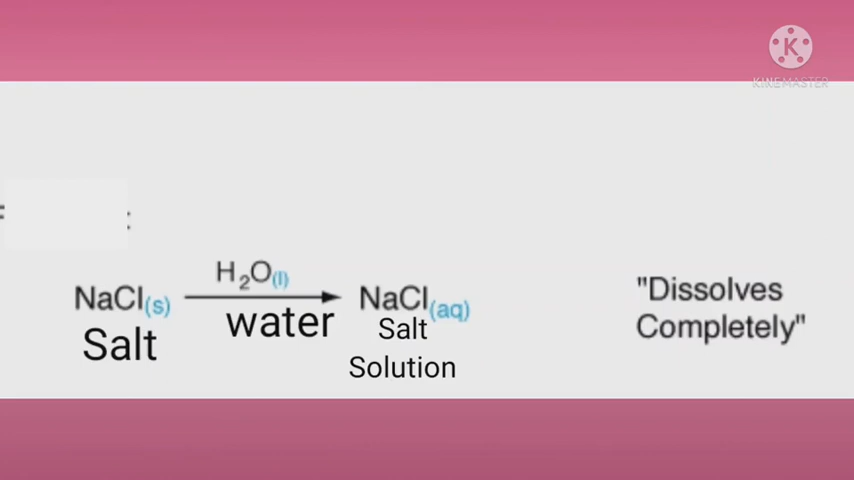 KINEMASTER
:
NaCl(s) H₂O(l) NaCl(aq)
Salt water Salt
Solution
"Dissolves
Completely"